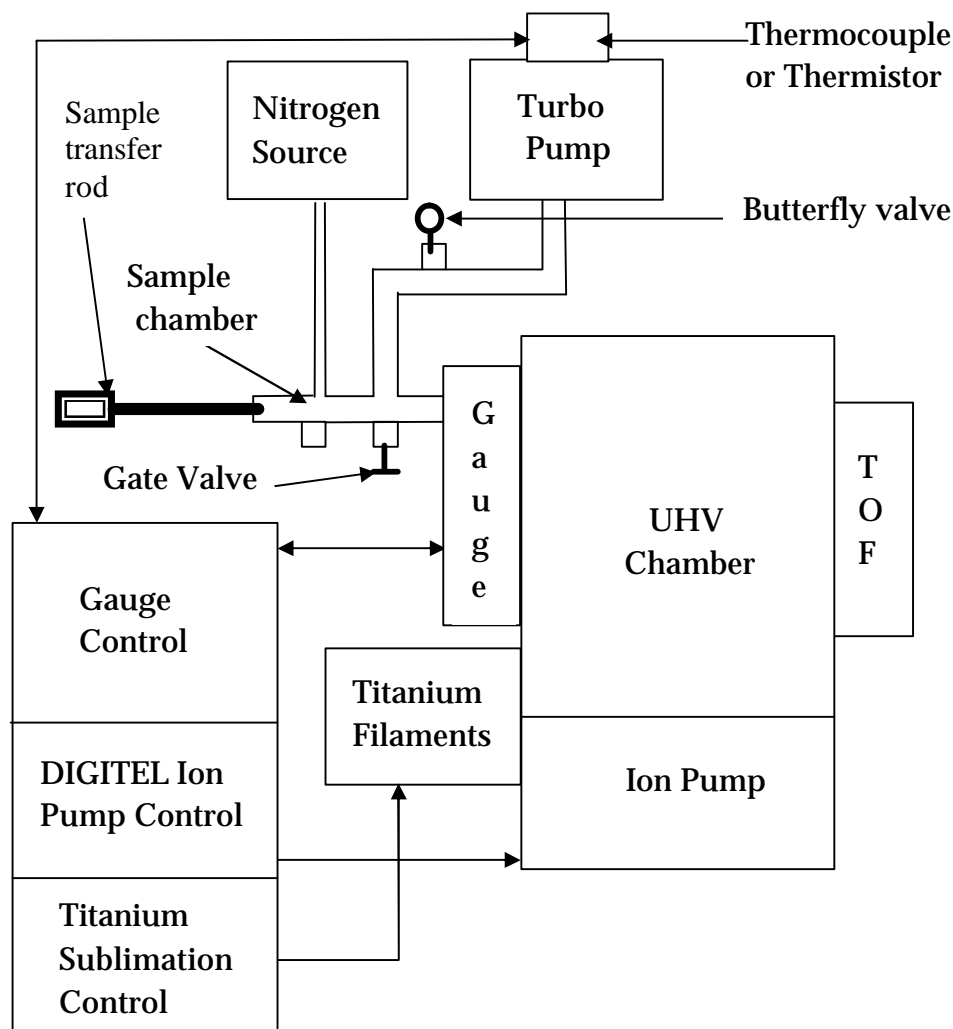 Thermocouple
or Thermistor
Nitrogen
Source
Turbo
Pump
Sample
transfer
rod
Butterfly valve
Sample
chamber
G
a
u
g
e
Gate Valve
UHV
Chamber
T
O
F
Gauge
Control
Titanium
Filaments
DIGITEL Ion
Pump Control
Ion Pump
Titanium
Sublimation
Control